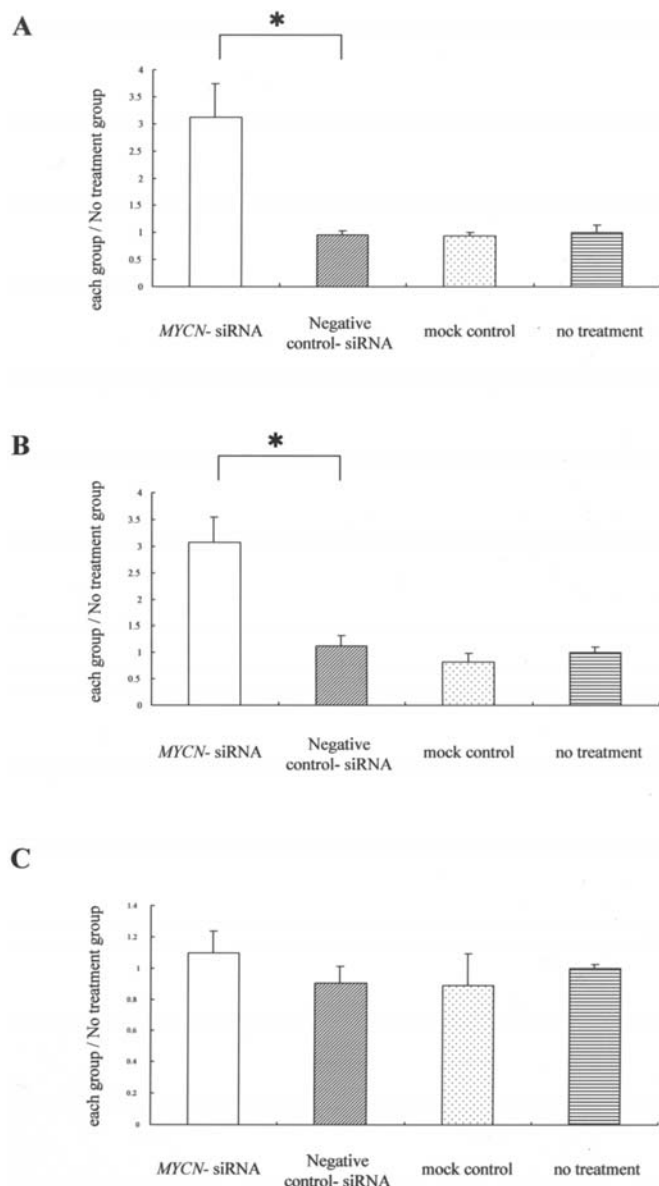 A
*
each group / No treatment group
4
3.5
3
2.5
2
1.5
1
0.5
0
MYCN- siRNA
Negative
control- siRNA
mock control
no treatment
B
*
each group / No treatment group
4
3.5
3
2.5
2
1.5
1
0.5
0
MYCN- siRNA
Negative
control- siRNA
mock control
no treatment
C
each group / No treatment group
1.4
1.2
1
0.8
0.6
0.4
0.2
0
MYCN- siRNA
Negative
control- siRNA
mock control
no treatment